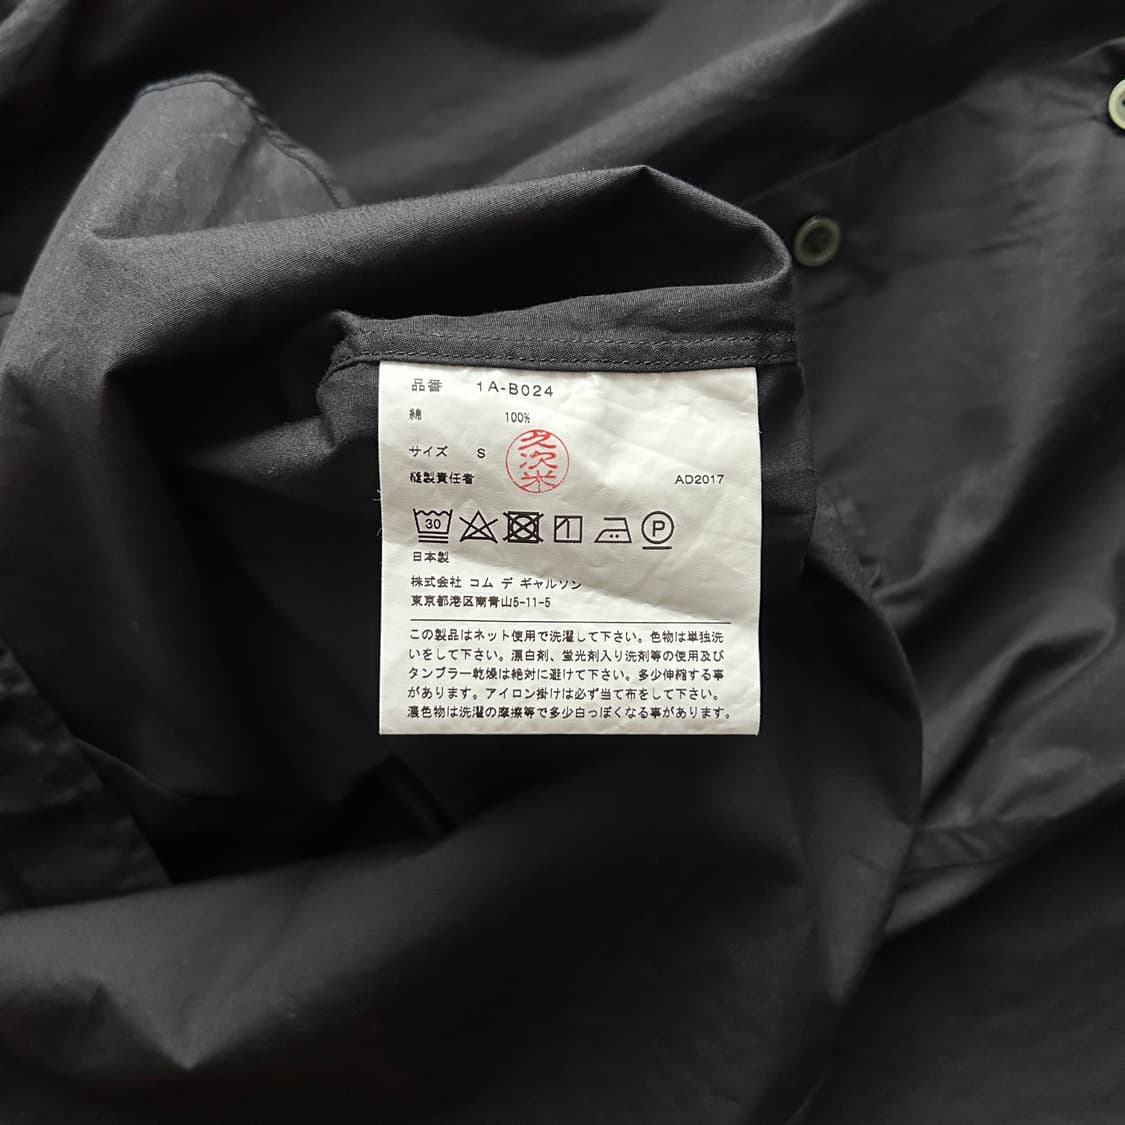 品番 1A-B024
綿 100%
サイズ S
縫製責任者 久次米 AD2017
30 P
日本製
株式会社 コム デ ギャルソン
東京都港区南青山5-11-5
この製品はネット使用で洗濯して下さい。色物は単独洗
いをして下さい。漂白剤、蛍光剤入り洗剤等の使用及び
タンブラー乾燥は絶対に避けて下さい。多少伸縮する事
があります。アイロン掛けは必ず当て布をして下さい。
濃色物は洗濯の摩擦等で多少白っぽくなる事があります。